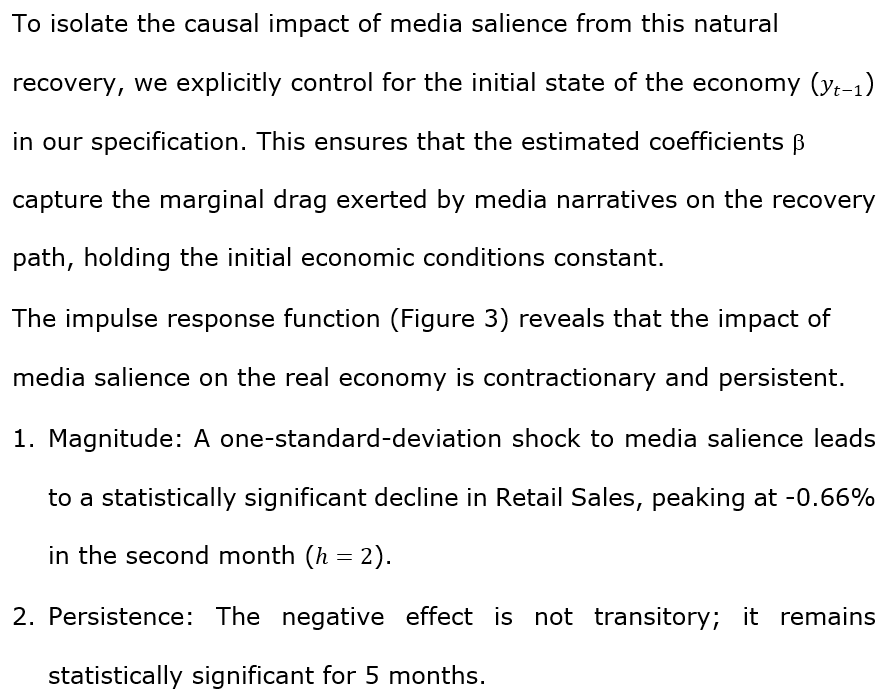 To isolate the causal impact of media salience from this natural
recovery, we explicitly control for the initial state of the economy (𝑦𝑡−1)
in our specification. This ensures that the estimated coefficients β
capture the marginal drag exerted by media narratives on the recovery
path, holding the initial economic conditions constant.
The impulse response function (Figure 3) reveals that the impact of
media salience on the real economy is contractionary and persistent.
1. Magnitude: A one-standard-deviation shock to media salience leads
to a statistically significant decline in Retail Sales, peaking at -0.66%
in the second month (ℎ = 2).
2. Persistence: The negative effect is not transitory; it remains
statistically significant for 5 months.